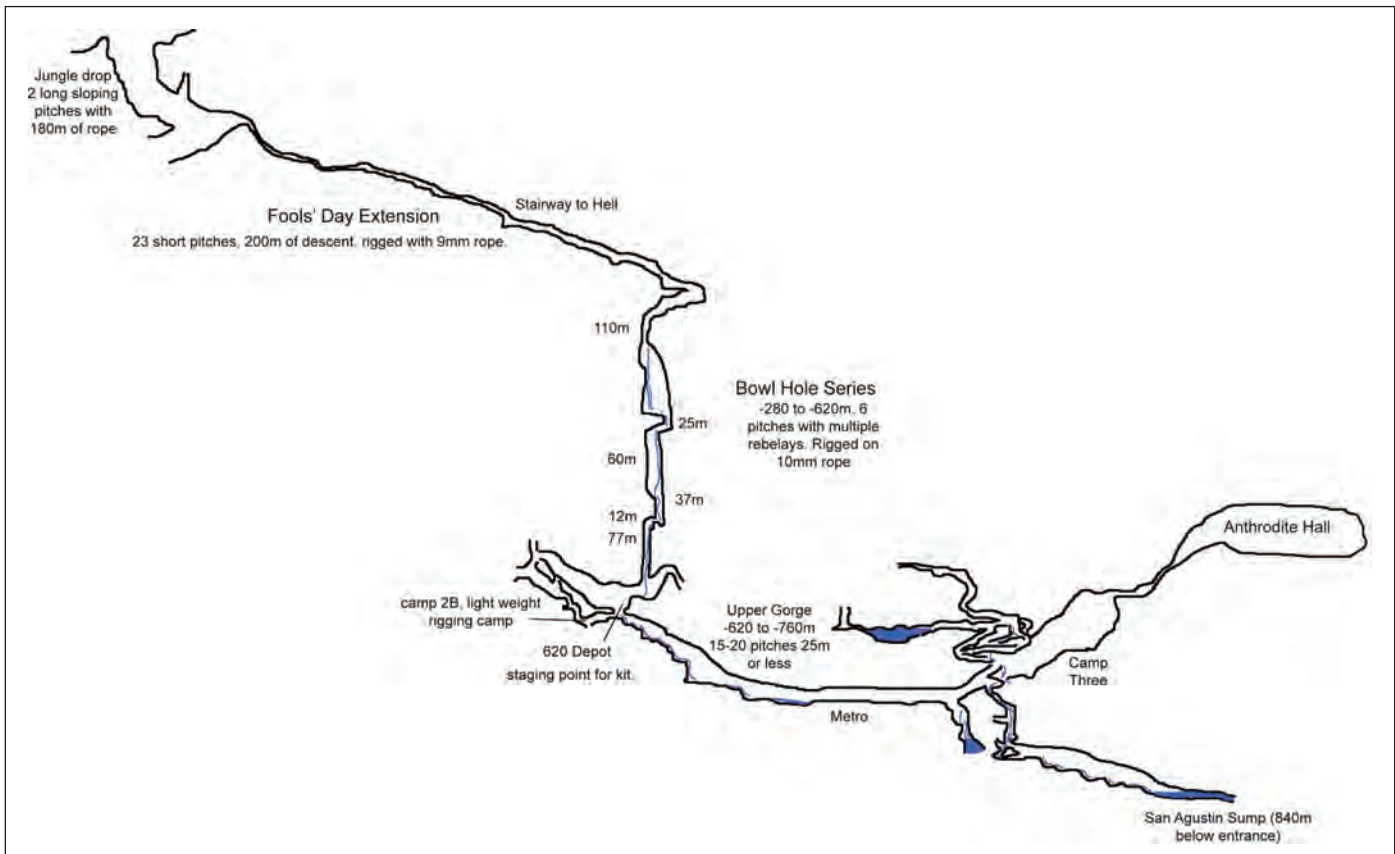 Jungle drop
2 long sloping
pitches with
180m of rope
Stairway to Hell
Fools' Day Extension
23 short pitches, 200m of descent. rigged with 9mm rope.
110m
Bowl Hole Series
-280 to -620m. 6
pitches with multiple
rebelays. Rigged on
10mm rope
25m
60m
37m
12m
77m
Anthrodite Hall
camp 2B, light weight
rigging camp
620 Depot
staging point for kit.
Upper Gorge
-620 to -760m
15-20 pitches 25m
or less
Camp
Three
Metro
San Agustin Sump (840m
below entrance)